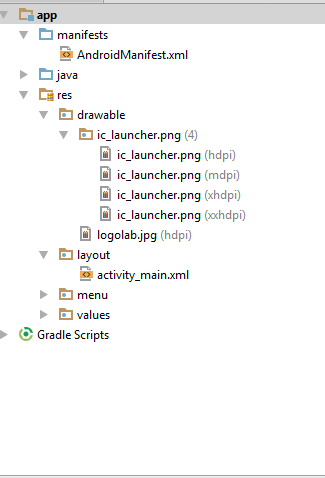 app
manifests
AndroidManifest.xml
java
res
drawable
ic_launcher.png (4)
ic_launcher.png (hdpi)
ic_launcher.png (mdpi)
ic_launcher.png (xhdpi)
ic_launcher.png (xxhdpi)
logolab.jpg (hdpi)
layout
activity_main.xml
menu
values
Gradle Scripts